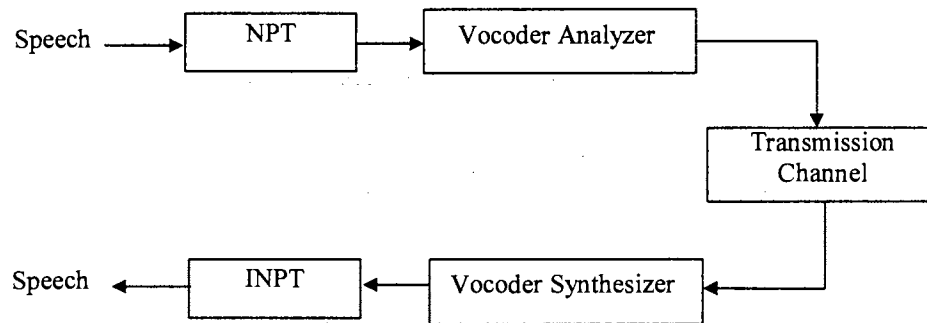 Speech
NPT
Vocoder Analyzer
Transmission
Channel
Speech
INPT
Vocoder Synthesizer